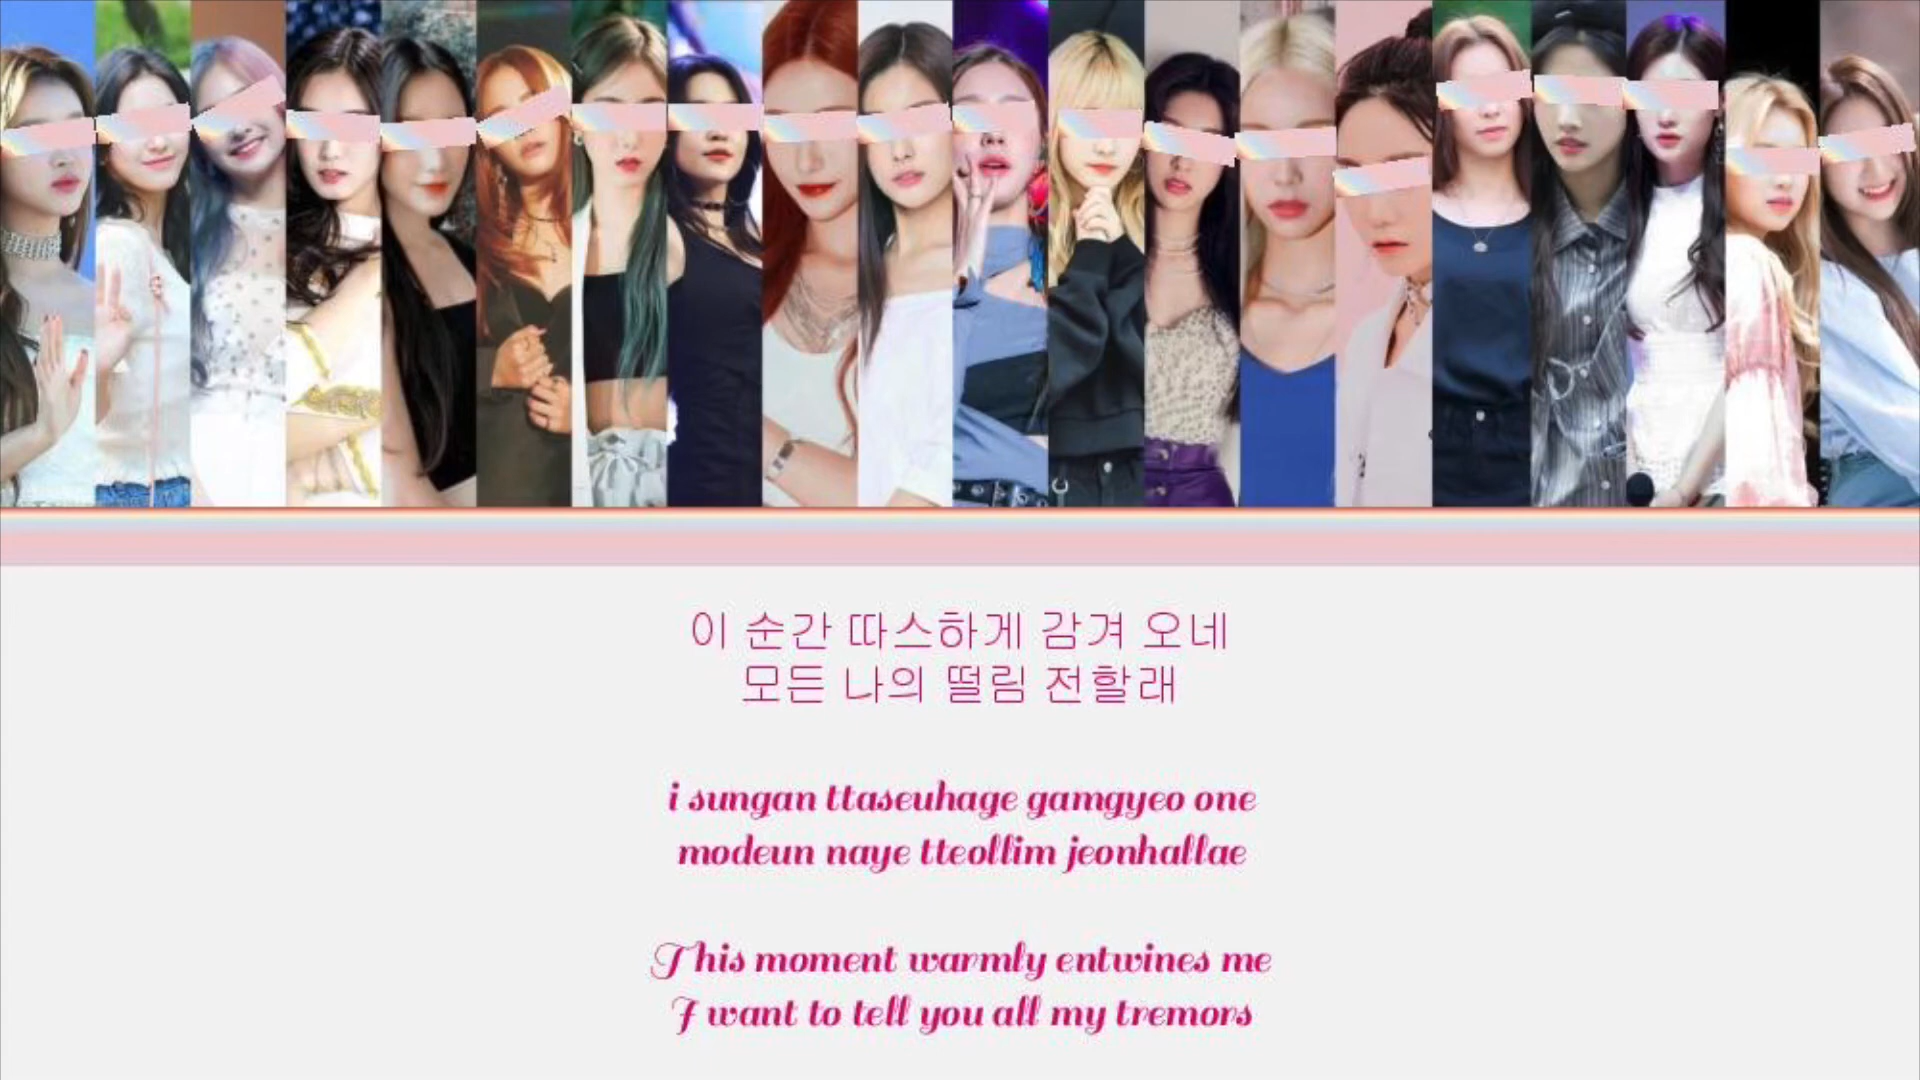 이 순간 따스하게 감겨 오네
모든 나의 떨림 전할래
i sungan ttaseuhage gamgyeo one
modeun naye tteollim jeonhallae
This moment warmly entwines me
I want to tell you all my tremors